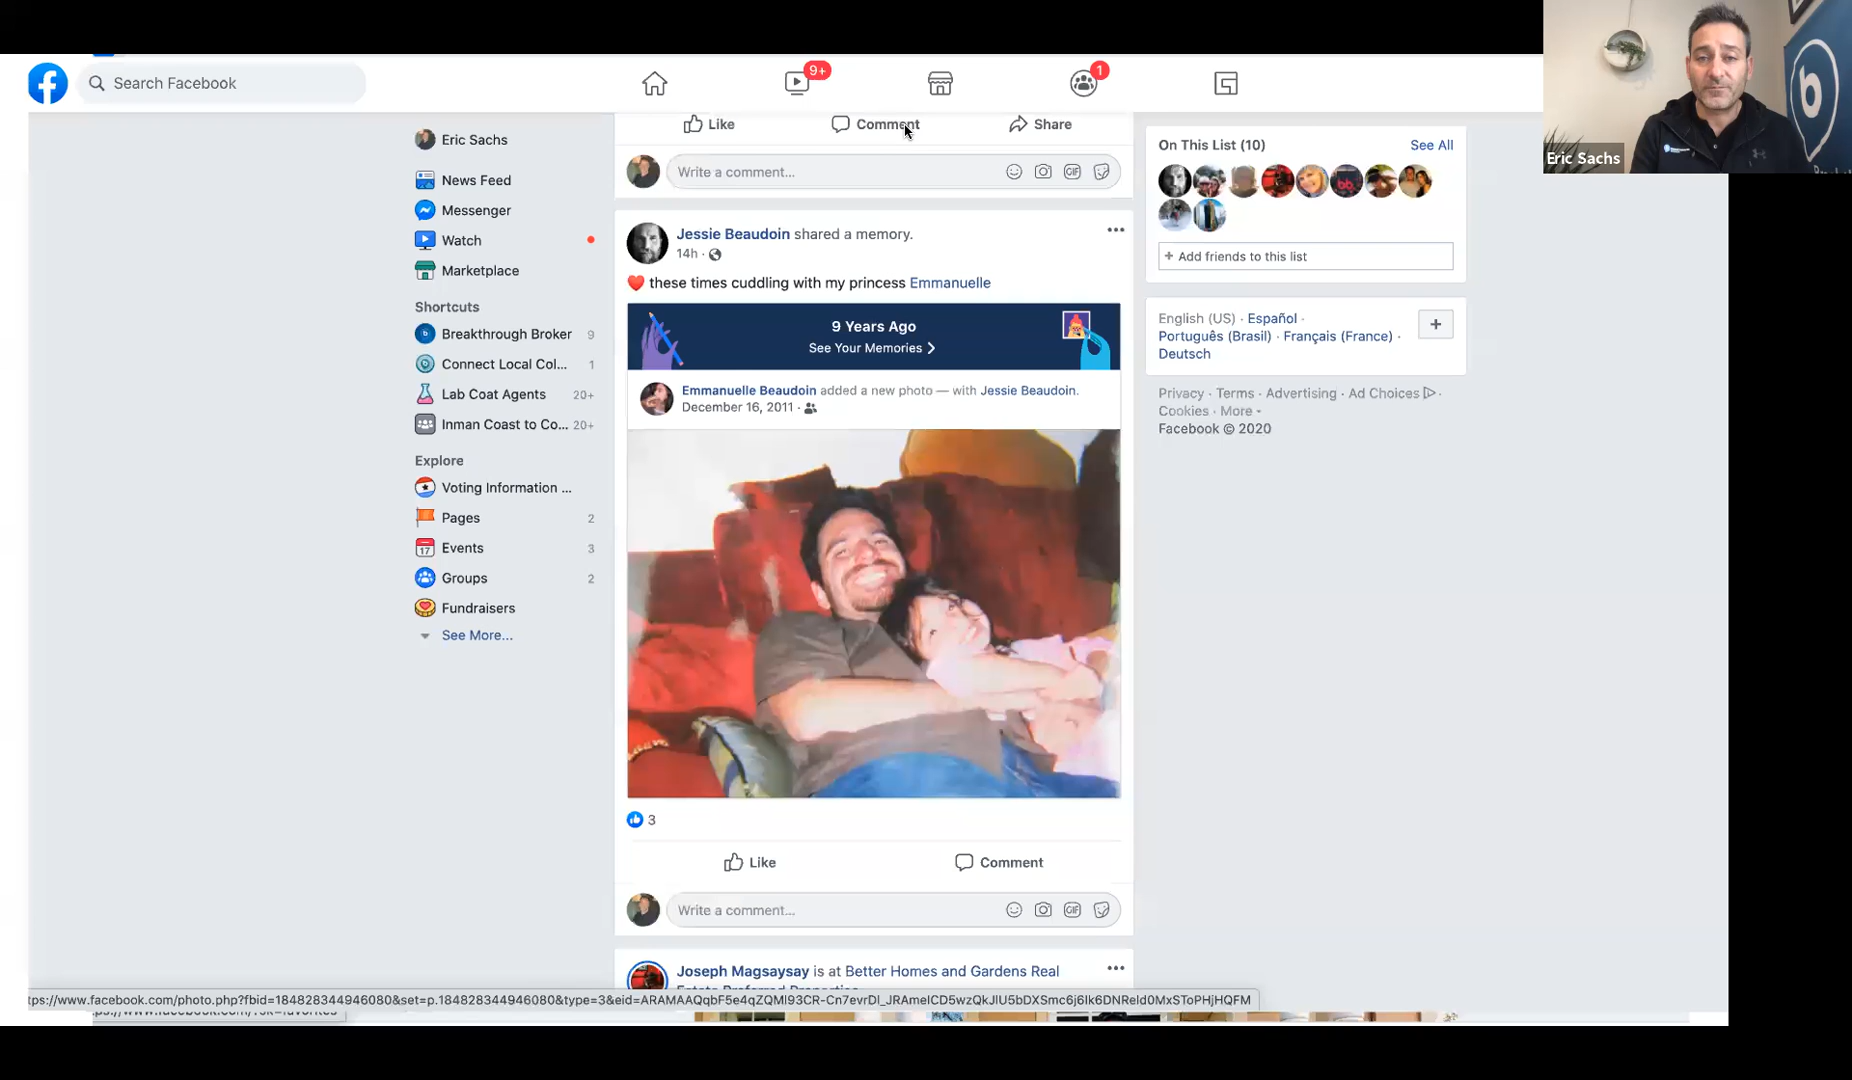 Search Facebook
9+
1
Eric Sachs
Eric Sachs
News Feed
Messenger
Watch
Marketplace
Shortcuts
Breakthrough Broker 9
Connect Local Col... 1
Lab Coat Agents 20+
Inman Coast to Co... 20+
Explore
Voting Information ...
Pages 2
17
Events 3
Groups 2
Fundraisers
See More...
Like Comment Share
Write a comment... GIF
Jessie Beaudoin shared a memory.
14h ·
these times cuddling with my princess Emmanuelle
9 Years Ago
See Your Memories
Emmanuelle Beaudoin added a new photo — with Jessie Beaudoin.
December 16, 2011 ·
3
Like Comment
Write a comment... GIF
Joseph Magsaysay is at Better Homes and Gardens Real
On This List (10) See All
+ Add friends to this list
English (US) · Español ·
Português (Brasil) · Français (France) ·
Deutsch
Privacy · Terms · Advertising · Ad Choices ·
Cookies · More
Facebook © 2020